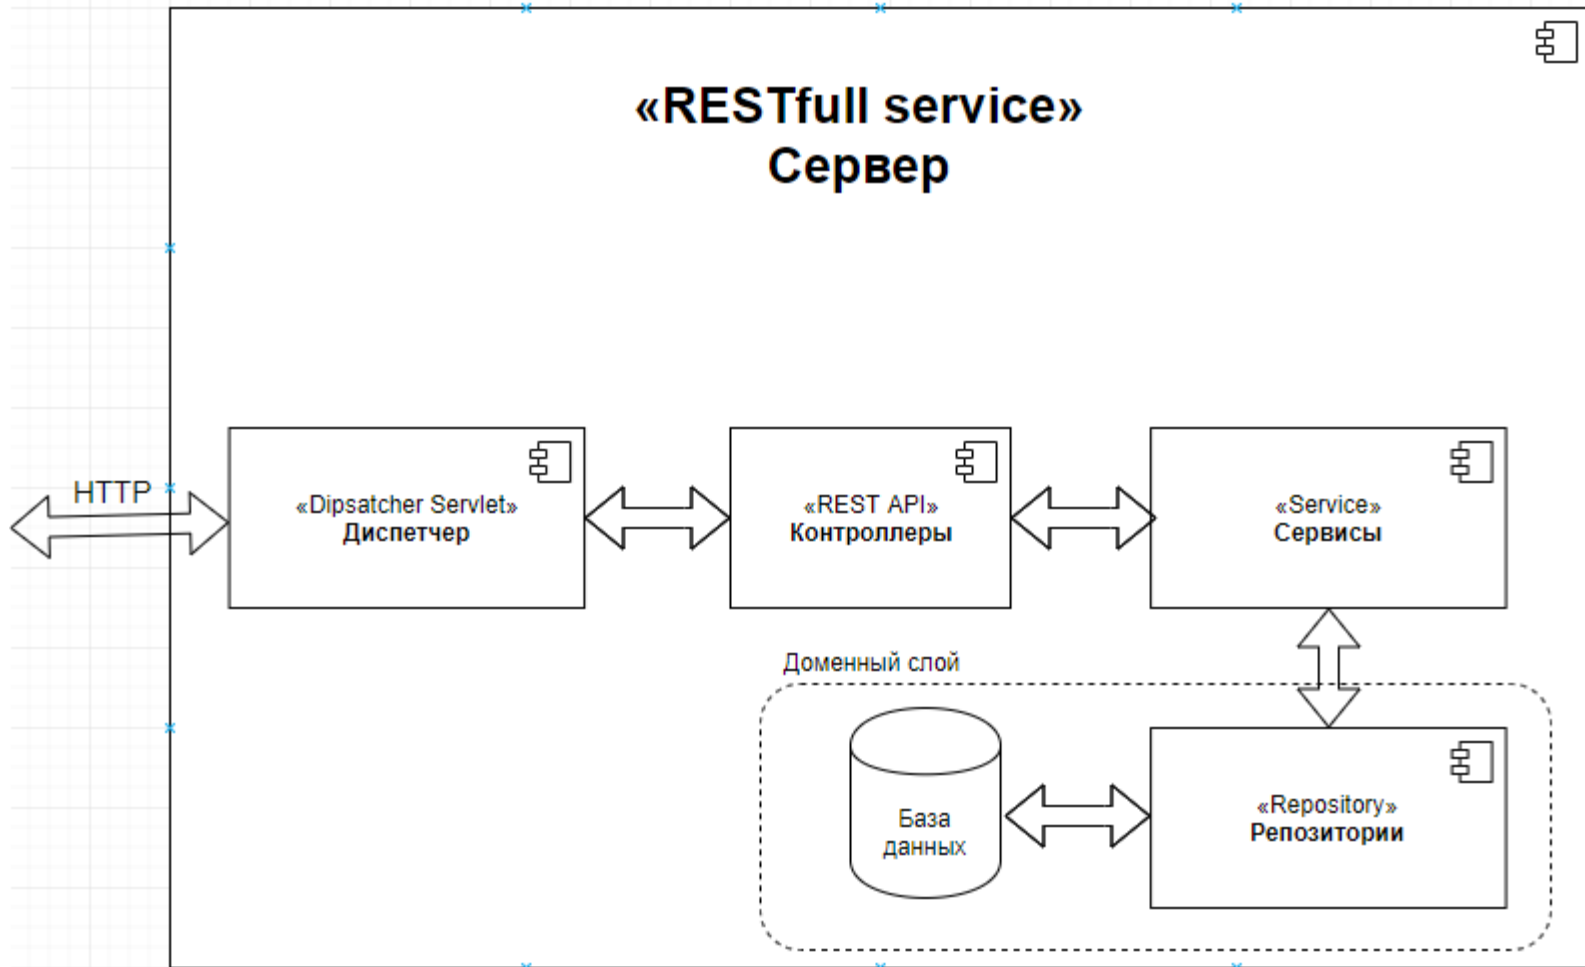 «RESTfull service»
Сервер
HTTP
«Dipsatcher Servlet»
Диспетчер
«REST API»
Контроллеры
«Service»
Сервисы
Доменный слой
База
данных
«Repository»
Репозитории